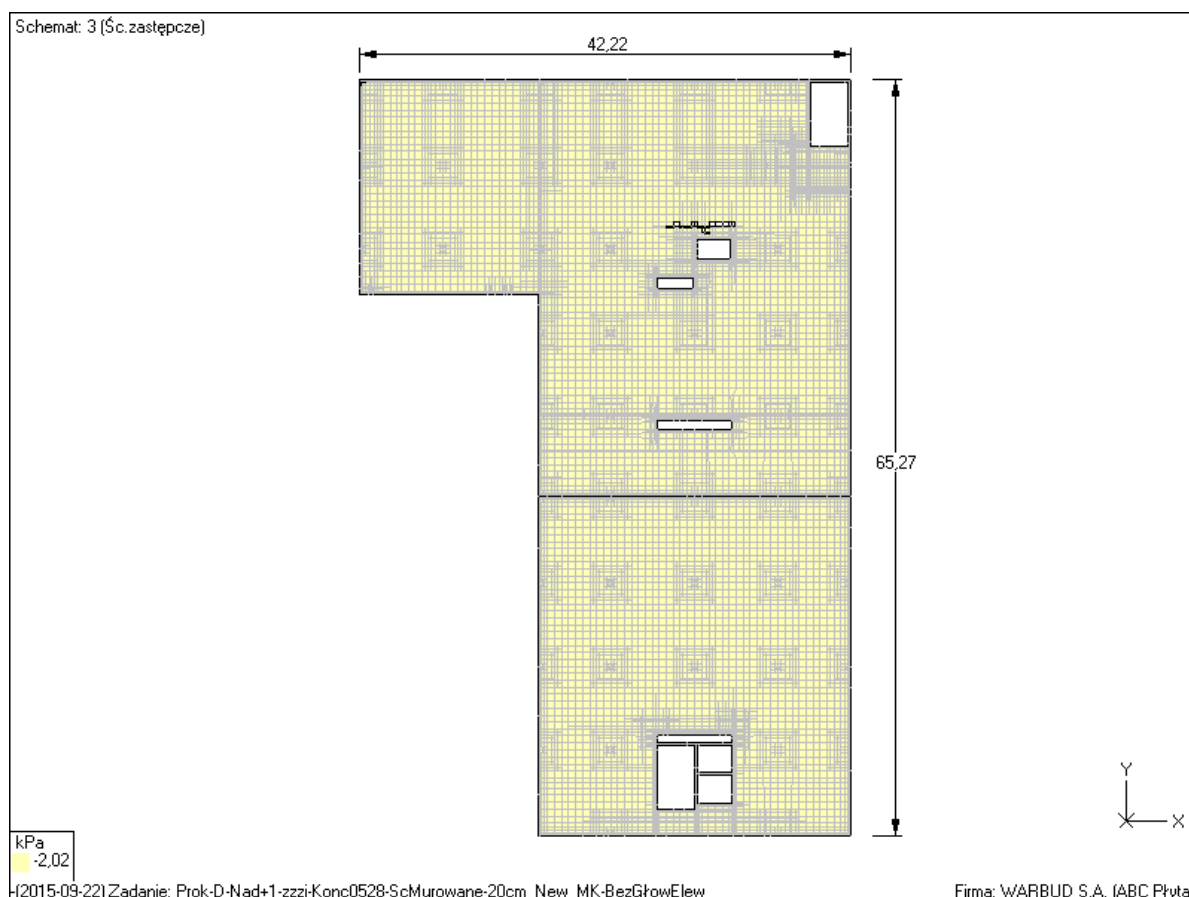 Schemat: 3 (Śc.zastępcze)
42,22
65,27
Y
X
kPa
-2,02
-(2015-09-22) Zadanie: Prok-D-Nad+1-zzzi-Konc0528-ScMurowane-20cm_New_MK-BezGłowElew
Firma: WARBUD S.A. (ABC Płyta